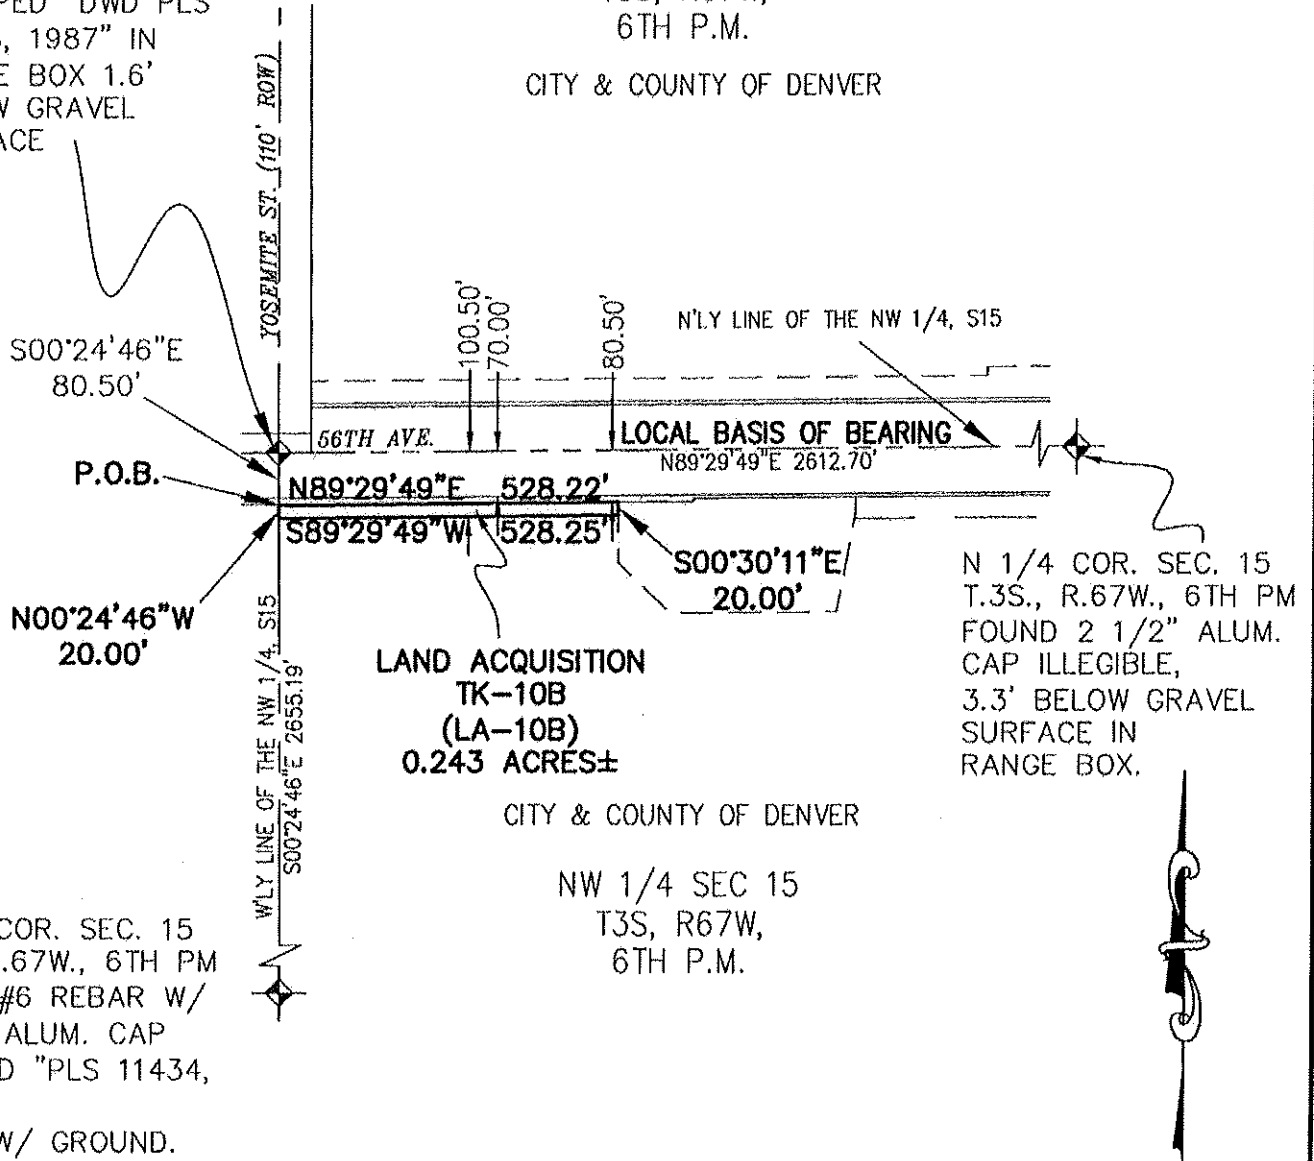 PED "DWD PLS
, 1987" IN
E BOX 1.6'
W GRAVEL
ACE
6TH P.M.
CITY & COUNTY OF DENVER
YOSEMITE ST. (110' ROW)
S00°24'46"E
80.50'
100.50'
70.00'
80.50'
N'LY LINE OF THE NW 1/4, S15
56TH AVE.
LOCAL BASIS OF BEARING
N89°29'49"E 2612.70'
P.O.B.
N89°29'49"E 528.22'
S89°29'49"W 528.25'
S00°30'11"E
20.00'
N00°24'46"W
20.00'
W'LY LINE OF THE NW 1/4, S15
S00°24'46"E 2655.19'
LAND ACQUISITION
TK-10B
(LA-10B)
0.243 ACRES±
N 1/4 COR. SEC. 15
T.3S., R.67W., 6TH PM
FOUND 2 1/2" ALUM.
CAP ILLEGIBLE,
3.3' BELOW GRAVEL
SURFACE IN
RANGE BOX.
CITY & COUNTY OF DENVER
NW 1/4 SEC 15
T3S, R67W,
6TH P.M.
COR. SEC. 15
.67W., 6TH PM
#6 REBAR W/
ALUM. CAP
D "PLS 11434,
W/ GROUND.